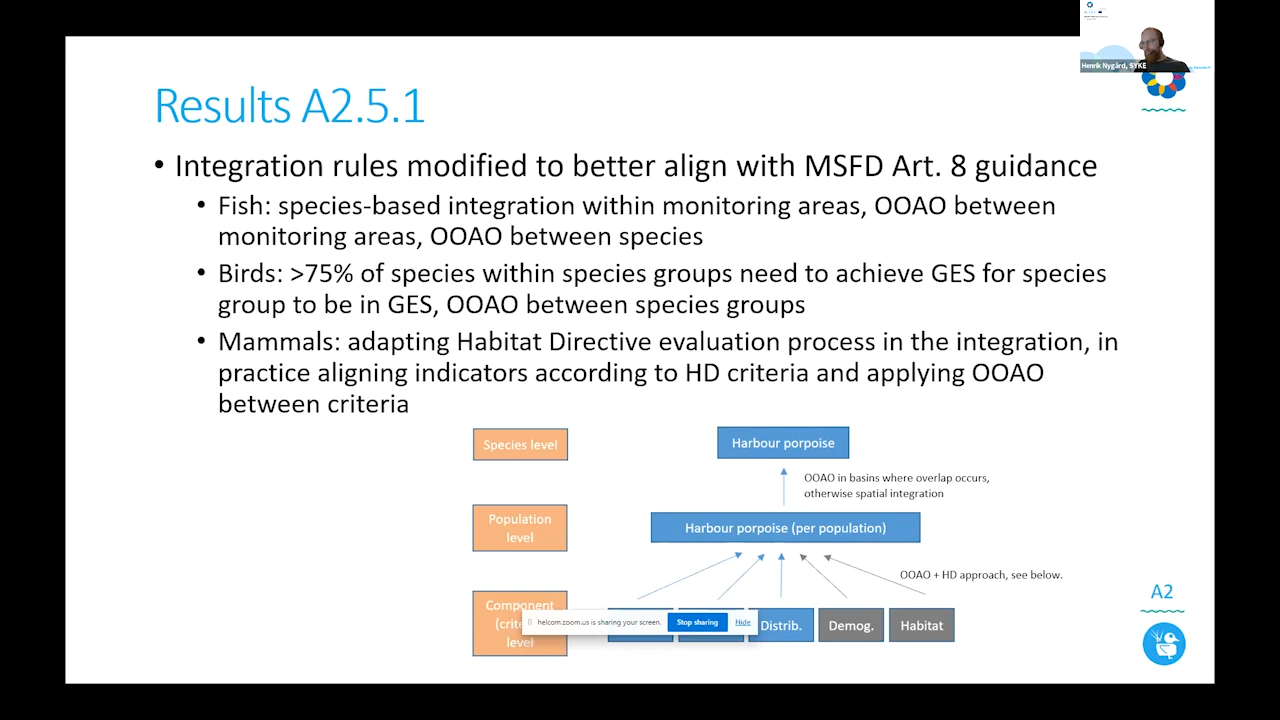 Henrik Nygård, SYKE
Results A2.5.1
• Integration rules modified to better align with MSFD Art. 8 guidance
• Fish: species-based integration within monitoring areas, OOAO between
monitoring areas, OOAO between species
• Birds: >75% of species within species groups need to achieve GES for species
group to be in GES, OOAO between species groups
• Mammals: adapting Habitat Directive evaluation process in the integration, in
practice aligning indicators according to HD criteria and applying OOAO
between criteria
Species level
Harbour porpoise
OOAO in basins where overlap occurs,
otherwise spatial integration
Population
level
Harbour porpoise (per population)
OOAO + HD approach, see below.
Component
(crite
level
helcom.zoom.us is sharing your screen.
Stop sharing
Hide
Distrib.
Demog.
Habitat
A2